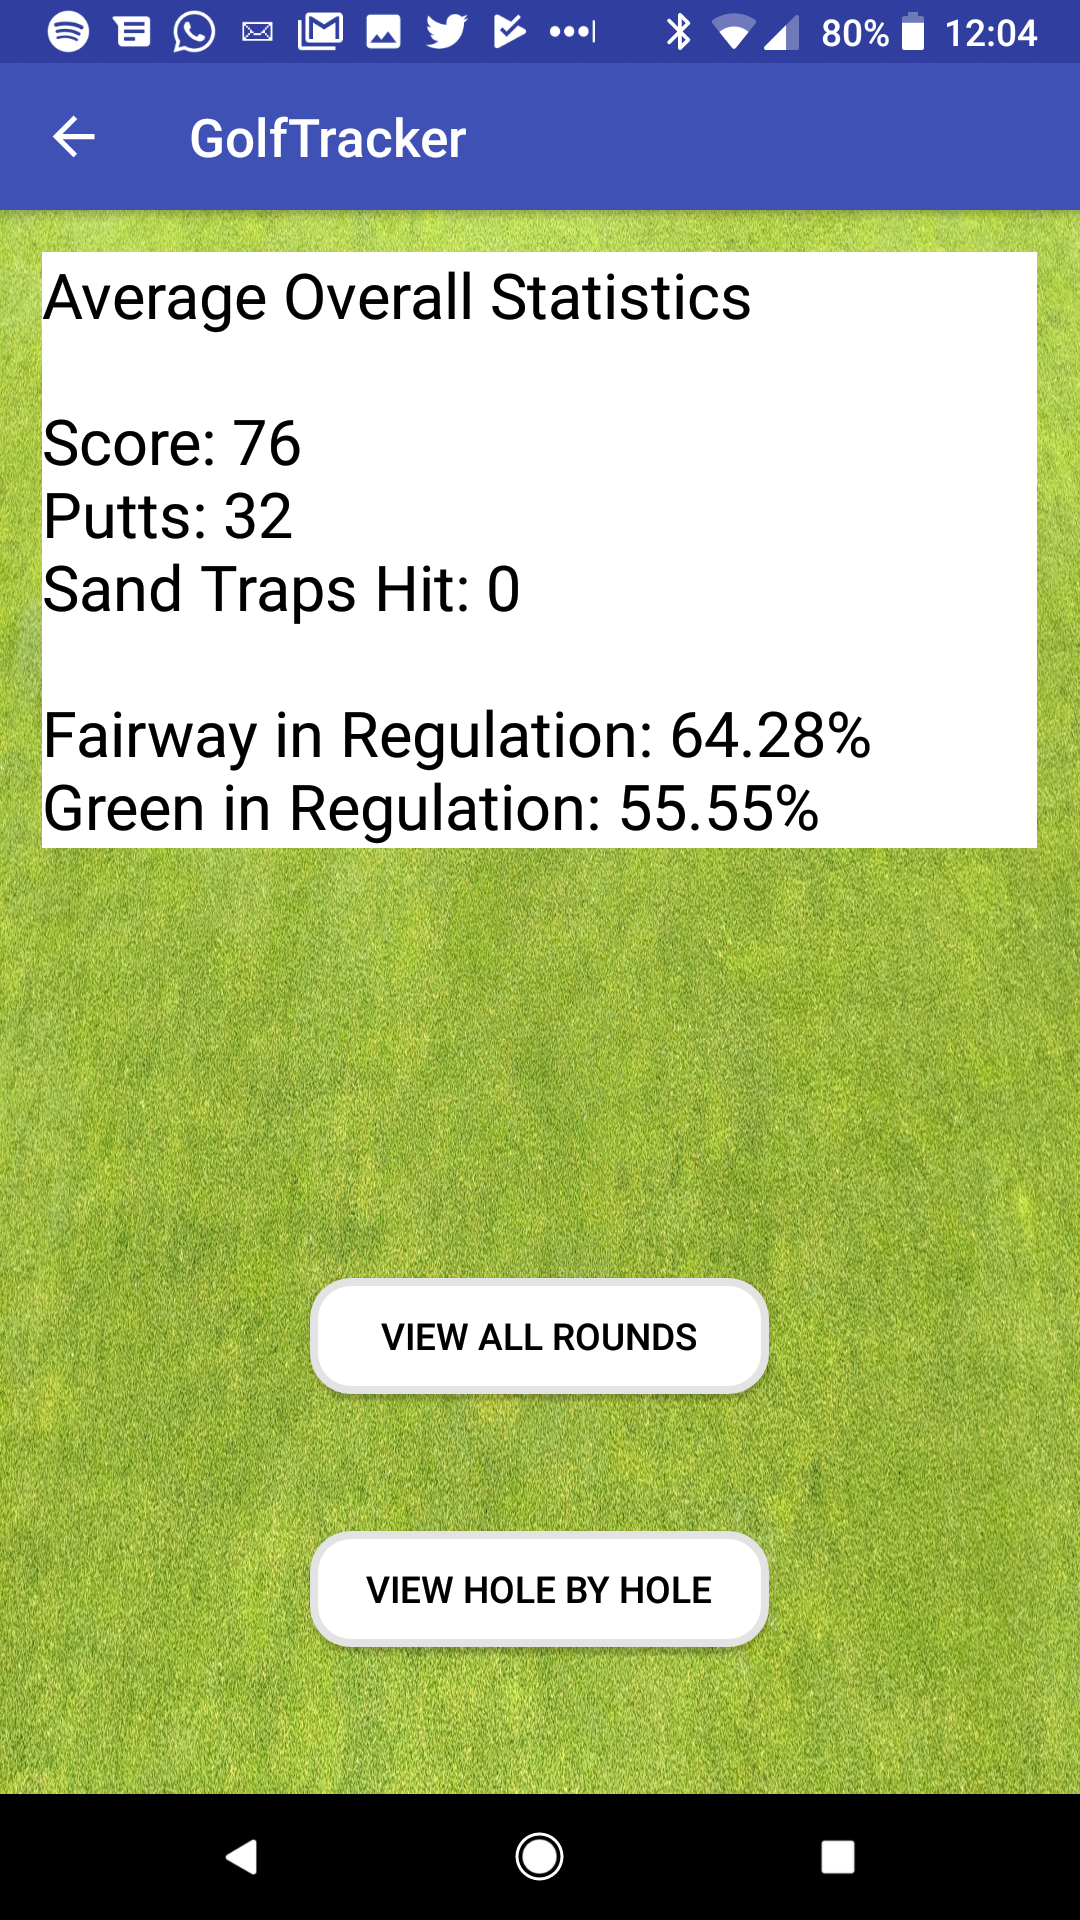 80% 12:04
GolfTracker
Average Overall Statistics
Score: 76
Putts: 32
Sand Traps Hit: 0
Fairway in Regulation: 64.28%
Green in Regulation: 55.55%
VIEW ALL ROUNDS
VIEW HOLE BY HOLE